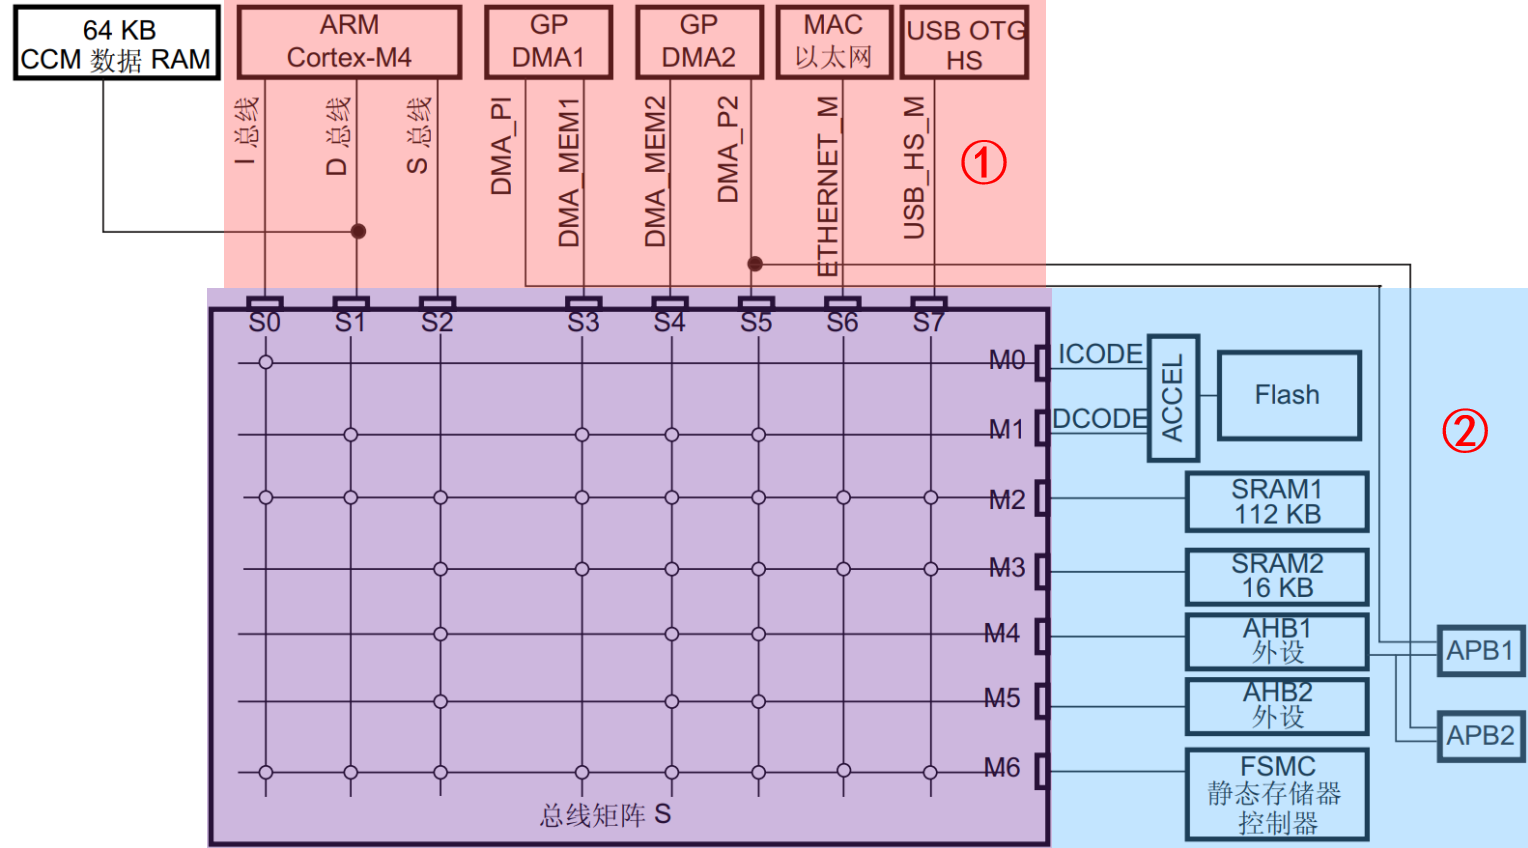 64 KB
CCM 数据 RAM
ARM
Cortex-M4
GP
DMA1
GP
DMA2
MAC
以太网
USB OTG
HS
I 总线
D 总线
S 总线
DMA_PI
DMA_MEM1
DMA_MEM2
DMA_P2
ETHERNET_M
USB_HS_M
①
S0
S1
S2
S3
S4
S5
S6
S7
M0
ICODE
ACCEL
Flash
②
M1
DCODE
M2
SRAM1
112 KB
M3
SRAM2
16 KB
M4
AHB1
外设
APB1
M5
AHB2
外设
APB2
M6
FSMC
静态存储器
控制器
总线矩阵 S